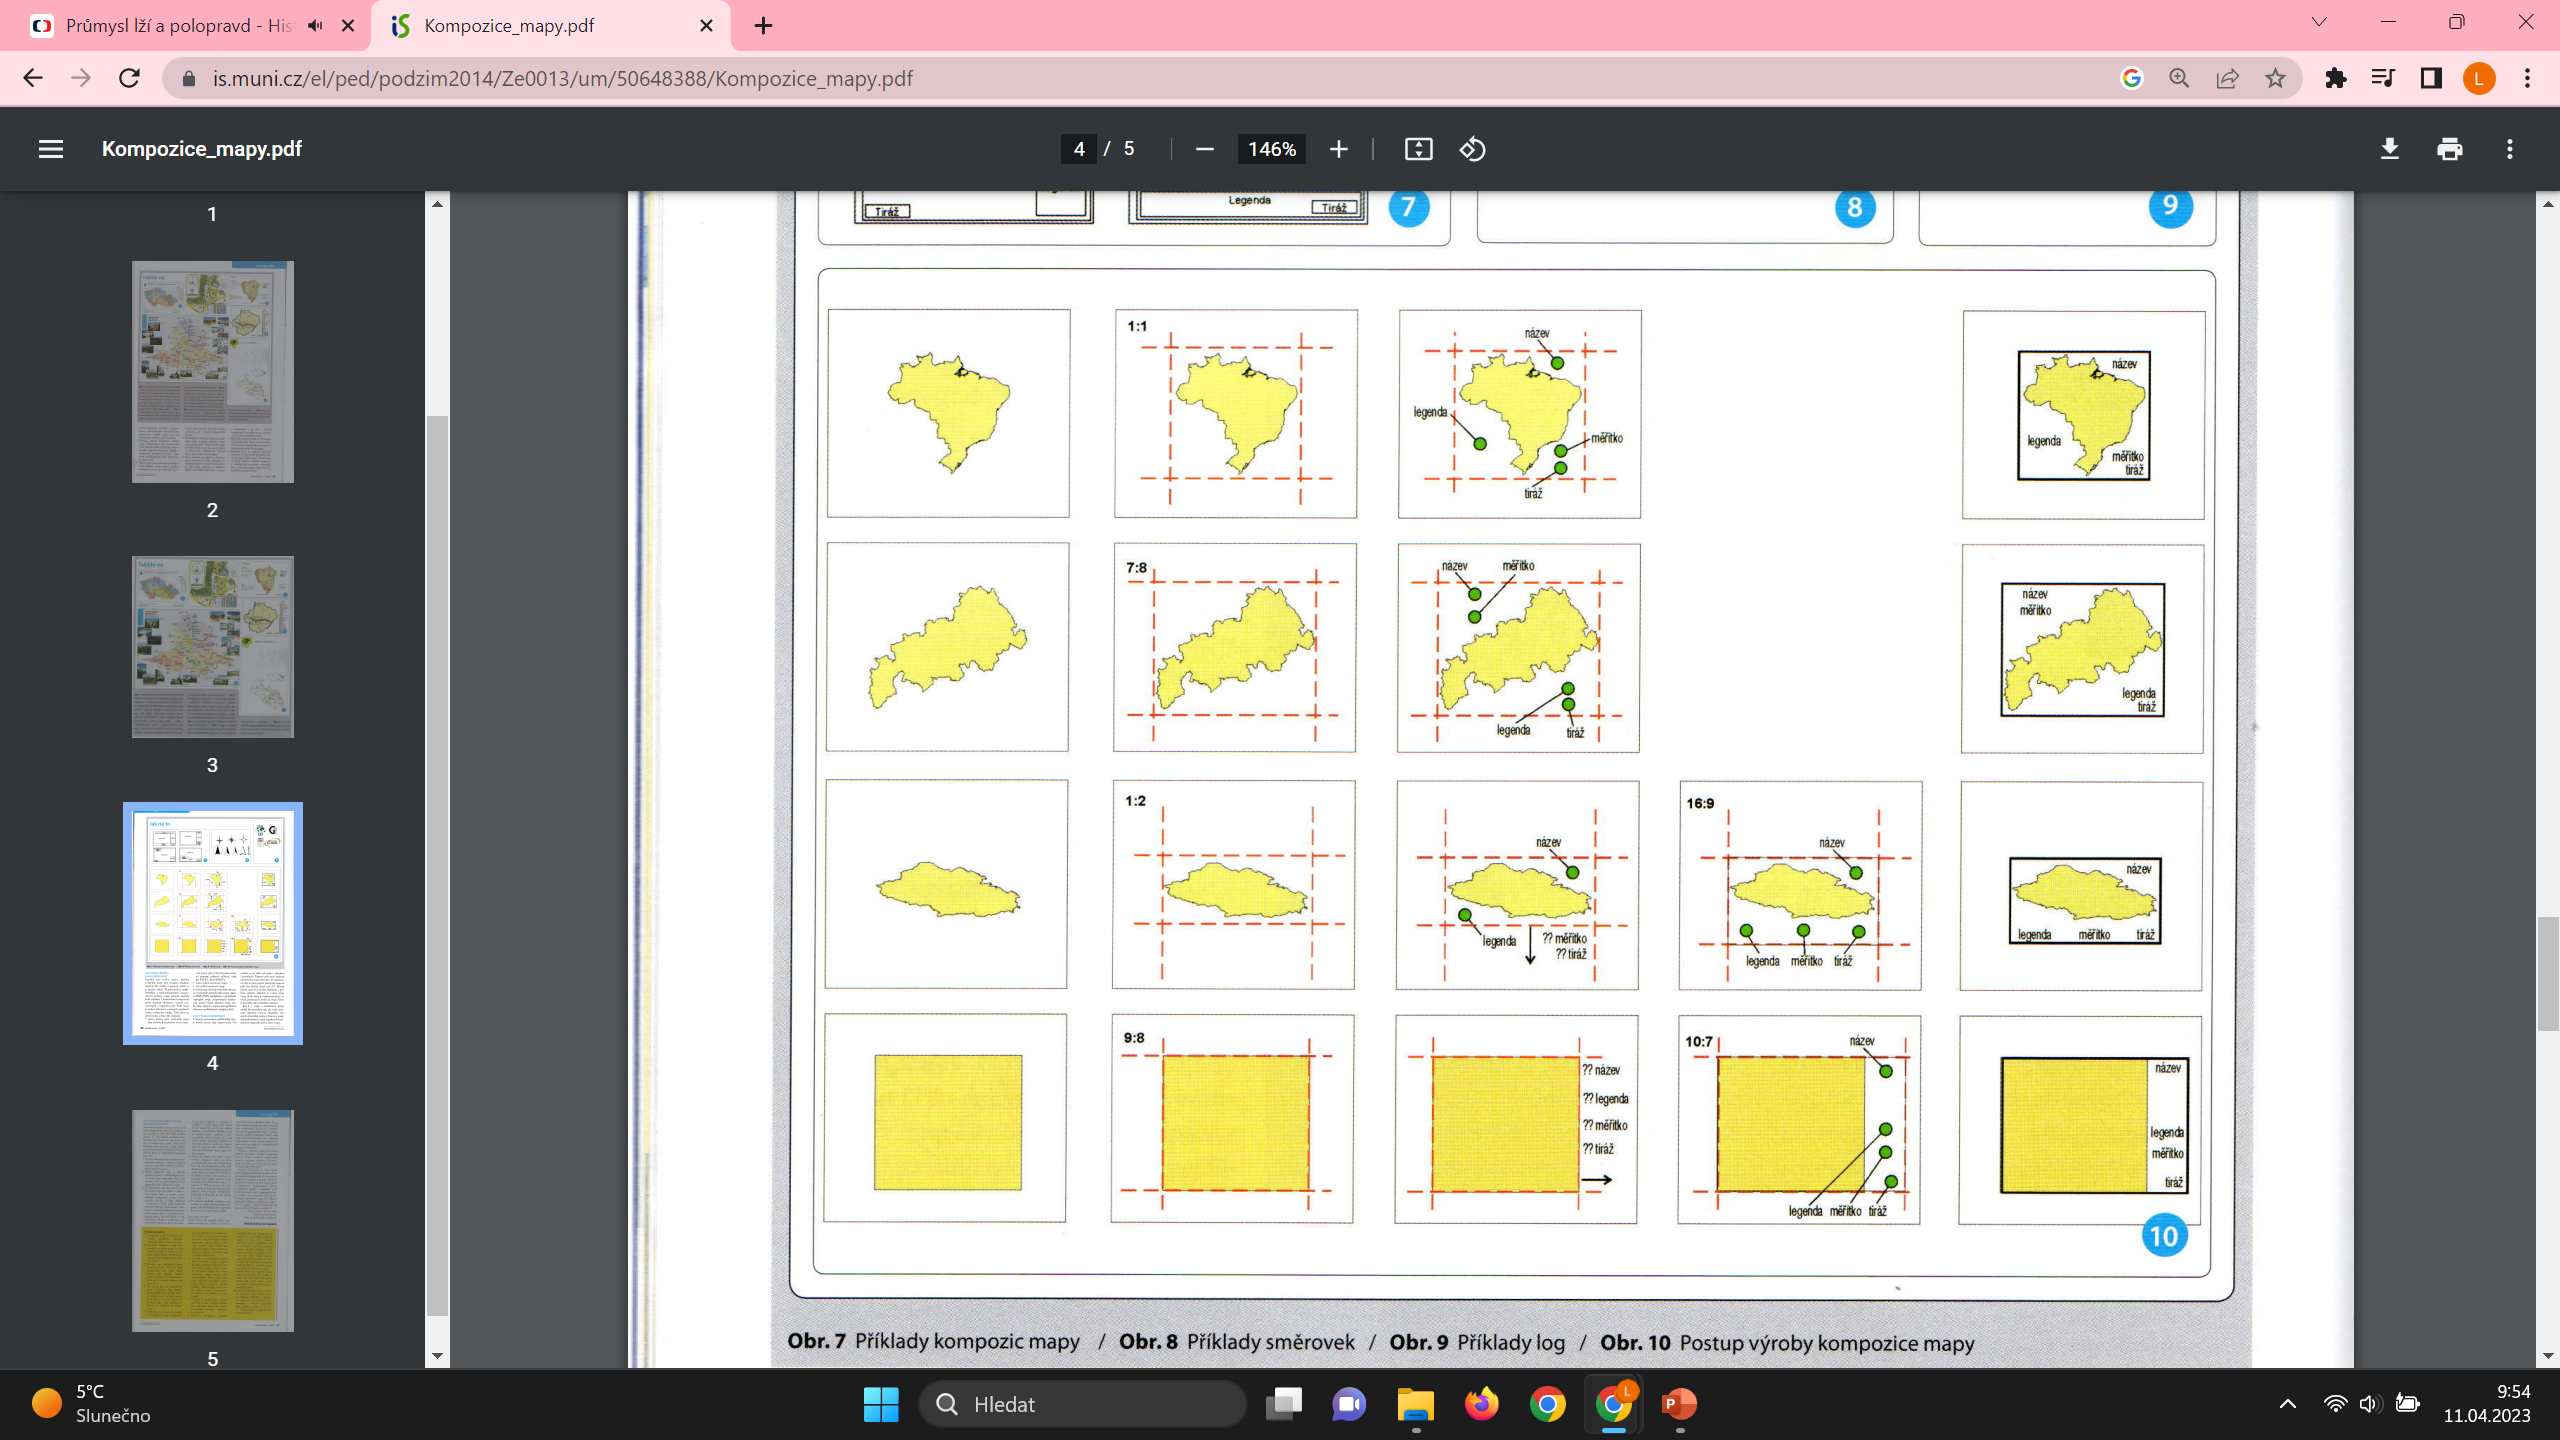 Průmysl lží a polopravd - His
Kompozice_mapy.pdf
is.muni.cz/el/ped/podzim2014/Ze0013/um/50648388/Kompozice_mapy.pdf
L
Kompozice_mapy.pdf
4 / 5
146%
1
2
3
4
5
Tiráž
Legenda
Tiráž
7
8
9
1:1
název
legenda
měřítko
tiráž
název
legenda
měřítko
tiráž
7:8
název
měřítko
legenda
tiráž
název
měřítko
legenda
tiráž
1:2
název
legenda
?? měřítko
?? tiráž
16:9
název
legenda
měřítko
tiráž
název
legenda
měřítko
tiráž
9:8
?? název
?? legenda
?? měřítko
?? tiráž
10:7
název
legenda měřítko tiráž
název
legenda
měřítko
tiráž
10
Obr. 7 Příklady kompozic mapy / Obr. 8 Příklady směrovek / Obr. 9 Příklady log / Obr. 10 Postup výroby kompozice mapy
5°C
Slunečno
Hledat
L
P
9:54
11.04.2023